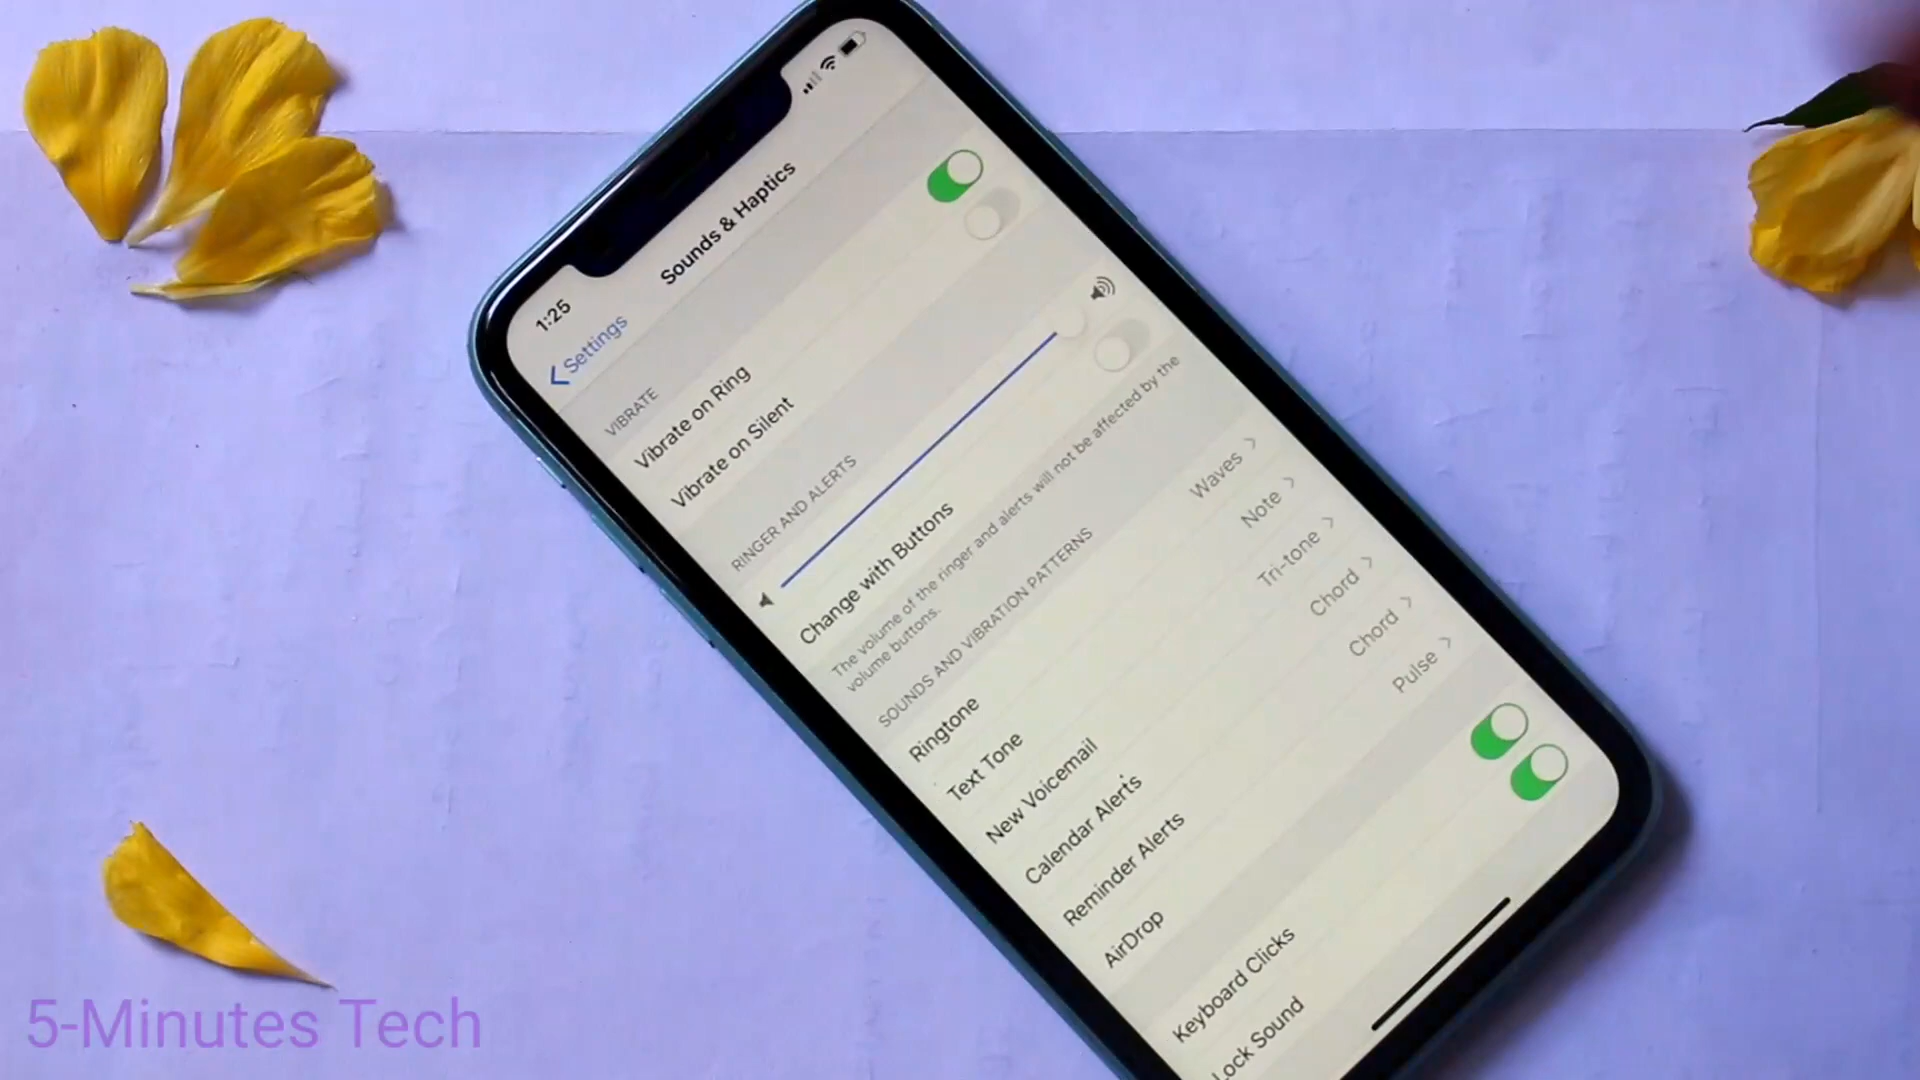 1:25
Settings
Sounds & Haptics
VIBRATE
Vibrate on Ring
Vibrate on Silent
RINGER AND ALERTS
Change with Buttons
The volume of the ringer and alerts will not be affected by the
volume buttons.
SOUNDS AND VIBRATION PATTERNS
Ringtone Waves
Text Tone Note
New Voicemail Tri-tone
Calendar Alerts Chord
Reminder Alerts Chord
AirDrop Pulse
Keyboard Clicks
Lock Sound
5-Minutes Tech